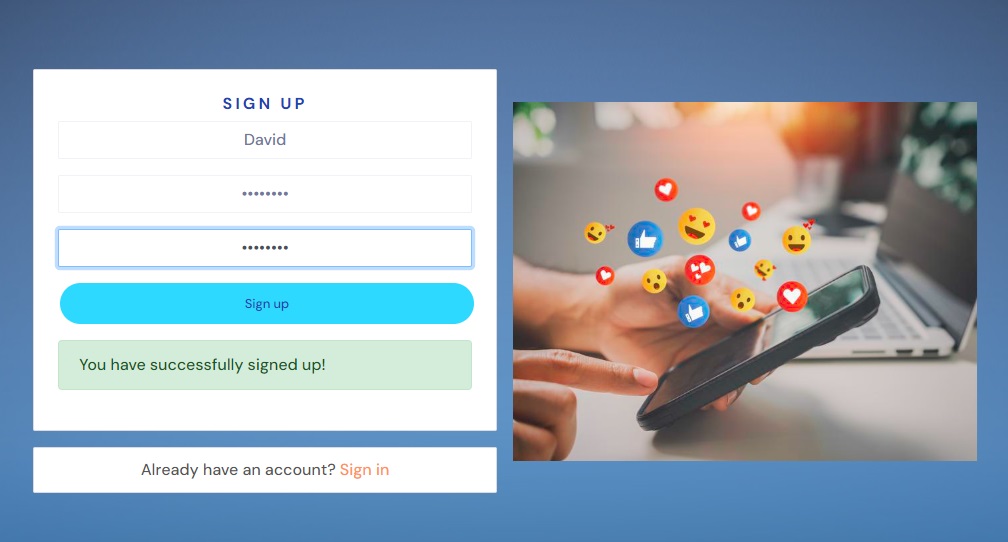 SIGN UP
David
••••••••
••••••••
Sign up
You have successfully signed up!
Already have an account? Sign in